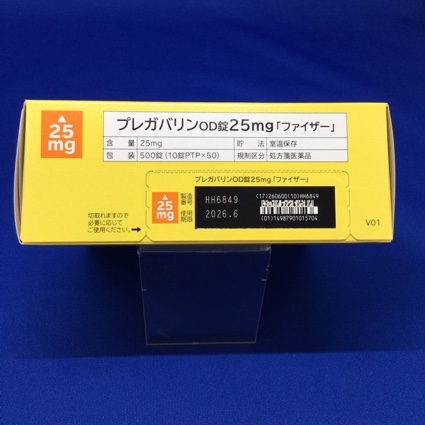 25
mg
プレガバリンOD錠25mg「ファイザー」
含 量 25mg 貯 法 室温保存
包 装 500錠(10錠PTP×50) 規制区分 処方箋医薬品
プレガバリンOD錠25mg「ファイザー」
切取れますので
必要に応じて
ご使用ください。
25
mg
製造番号 HH6849
使用期限 2026.6
(17)260600(10)HH6849
(01)14987901015704
V01